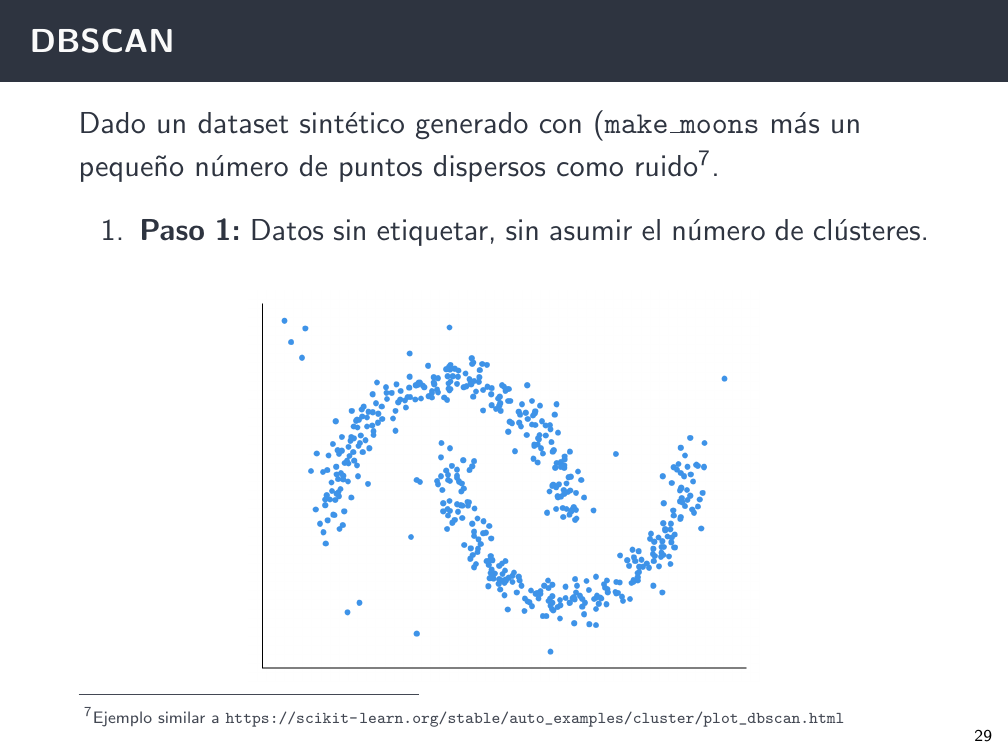 DBSCAN
Dado un dataset sintético generado con (make_moons más un
pequeño número de puntos dispersos como ruido7.
1. Paso 1: Datos sin etiquetar, sin asumir el número de clústeres.
7Ejemplo similar a https://scikit-learn.org/stable/auto_examples/cluster/plot_dbscan.html
29